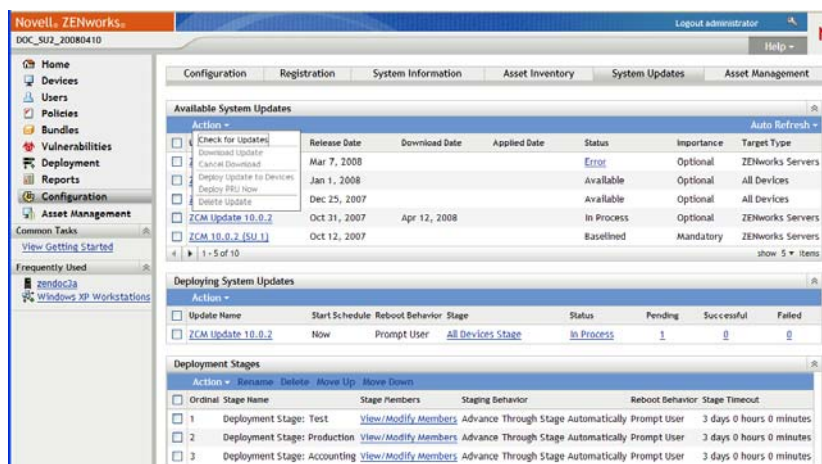 Novell® ZENworks®
Logout administrator
DOC_SU2_20080410
Help
Home
Devices
Users
Policies
Bundles
Vulnerabilities
Deployment
Reports
Configuration
Asset Management
Common Tasks
View Getting Started
Frequently Used
zendoc3a
Windows XP Workstations
Configuration Registration System Information Asset Inventory System Updates Asset Management
Available System Updates
Action Auto Refresh
Release Date Download Date Applied Date Status Importance Target Type
Check for Updates
Download Update
Cancel Download
Deploy Update to Devices
Deploy PRU Now
Delete Update
Mar 7, 2008 Error Optional ZENworks Servers
Jan 1, 2008 Available Optional All Devices
Dec 25, 2007 Available Optional All Devices
ZCM Update 10.0.2 Oct 31, 2007 Apr 12, 2008 In Process Optional ZENworks Servers
ZCM 10.0.2 (SU 1) Oct 12, 2007 Baselined Mandatory ZENworks Servers
1 - 5 of 10 show 5 items
Deploying System Updates
Action
Update Name Start Schedule Reboot Behavior Stage Status Pending Successful Failed
ZCM Update 10.0.2 Now Prompt User All Devices Stage In Process 1 0 0
Deployment Stages
Action Rename Delete Move Up Move Down
Ordinal Stage Name Stage Members Staging Behavior Reboot Behavior Stage Timeout
1 Deployment Stage: Test View/Modify Members Advance Through Stage Automatically Prompt User 3 days 0 hours 0 minutes
2 Deployment Stage: Production View/Modify Members Advance Through Stage Automatically Prompt User 3 days 0 hours 0 minutes
3 Deployment Stage: Accounting View/Modify Members Advance Through Stage Automatically Prompt User 3 days 0 hours 0 minutes